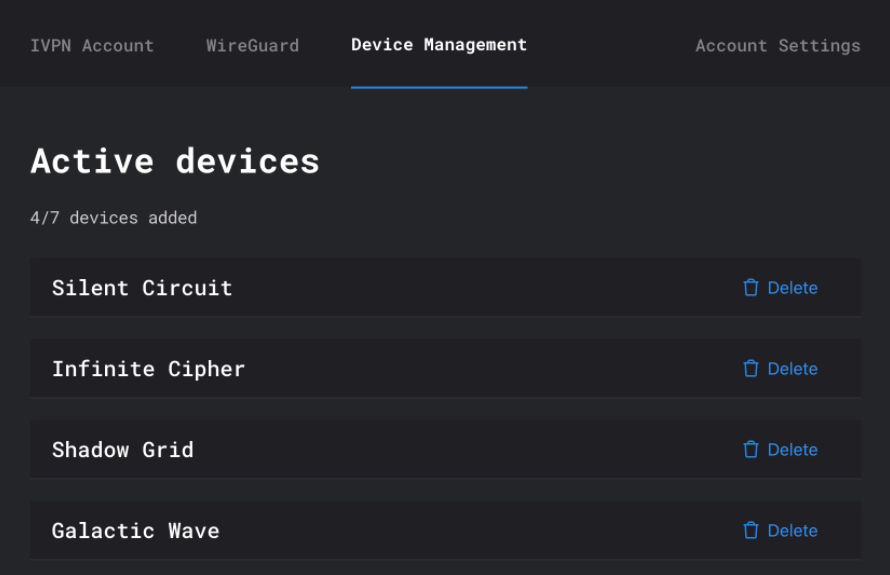 IVPN Account WireGuard Device Management Account Settings
Active devices
4/7 devices added
Silent Circuit Delete
Infinite Cipher Delete
Shadow Grid Delete
Galactic Wave Delete